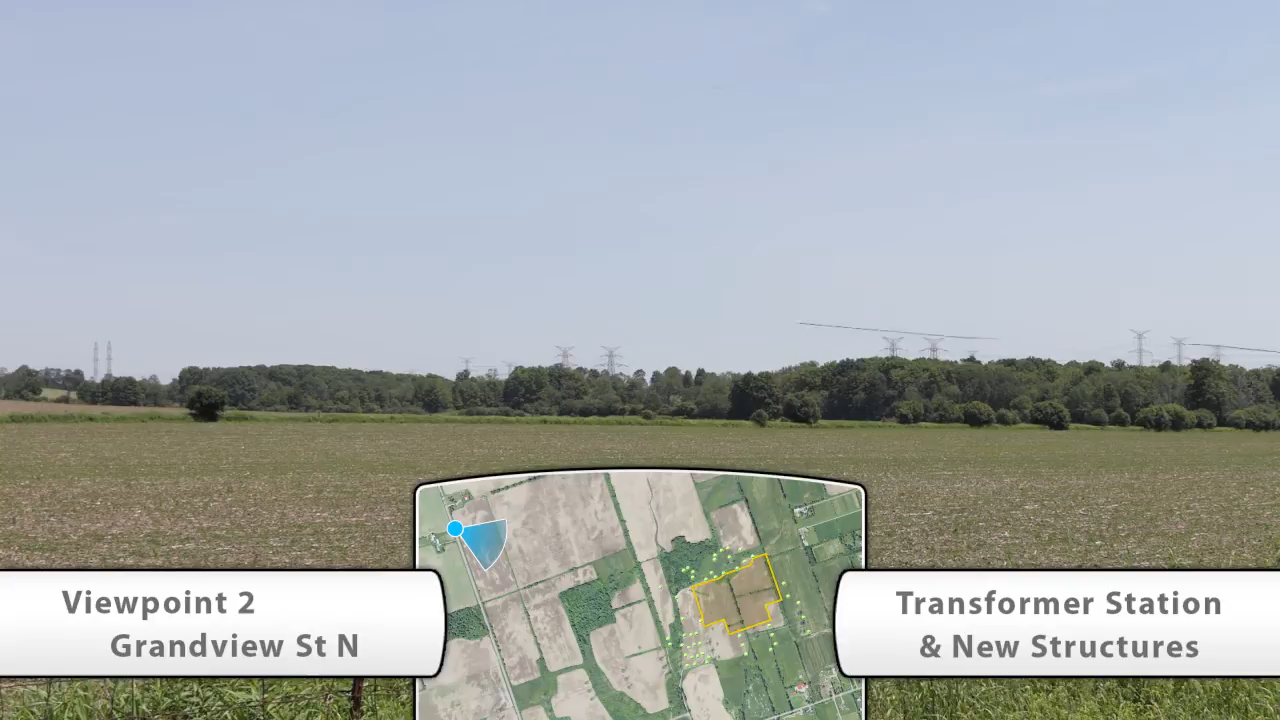 Viewpoint 2
Grandview St N
Transformer Station
& New Structures